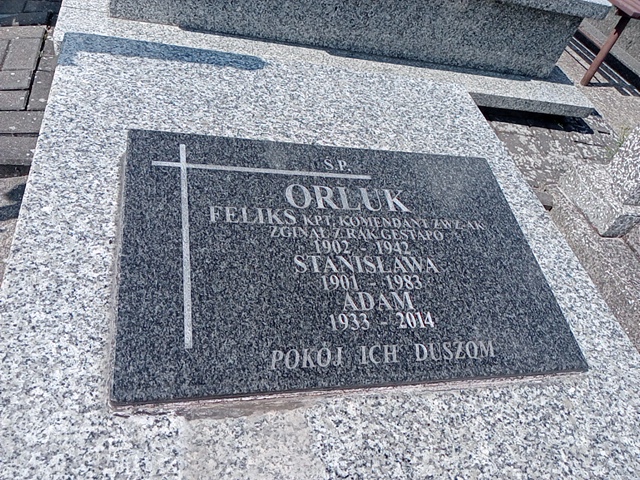 Ś.P.
ORLUK
FELIKS KPT. KOMENDANT ZWZ-AK
ZGINĄŁ Z RĄK GESTAPO
1902 - 1942
STANISŁAWA
1901 - 1983
ADAM
1933 - 2014
POKÓJ ICH DUSZOM